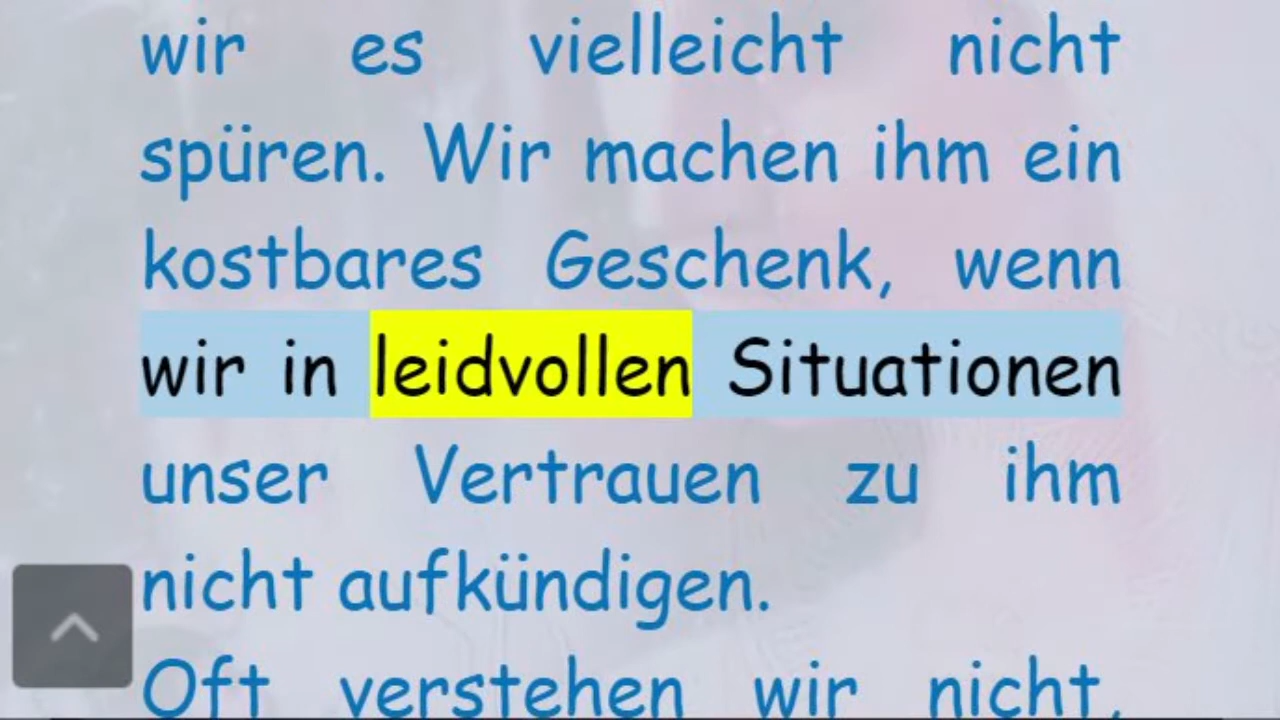 wir es vielleicht nicht
spüren. Wir machen ihm ein
kostbares Geschenk, wenn
wir in leidvollen Situationen
unser Vertrauen zu ihm
nicht aufkündigen.
Oft verstehen wir nicht,